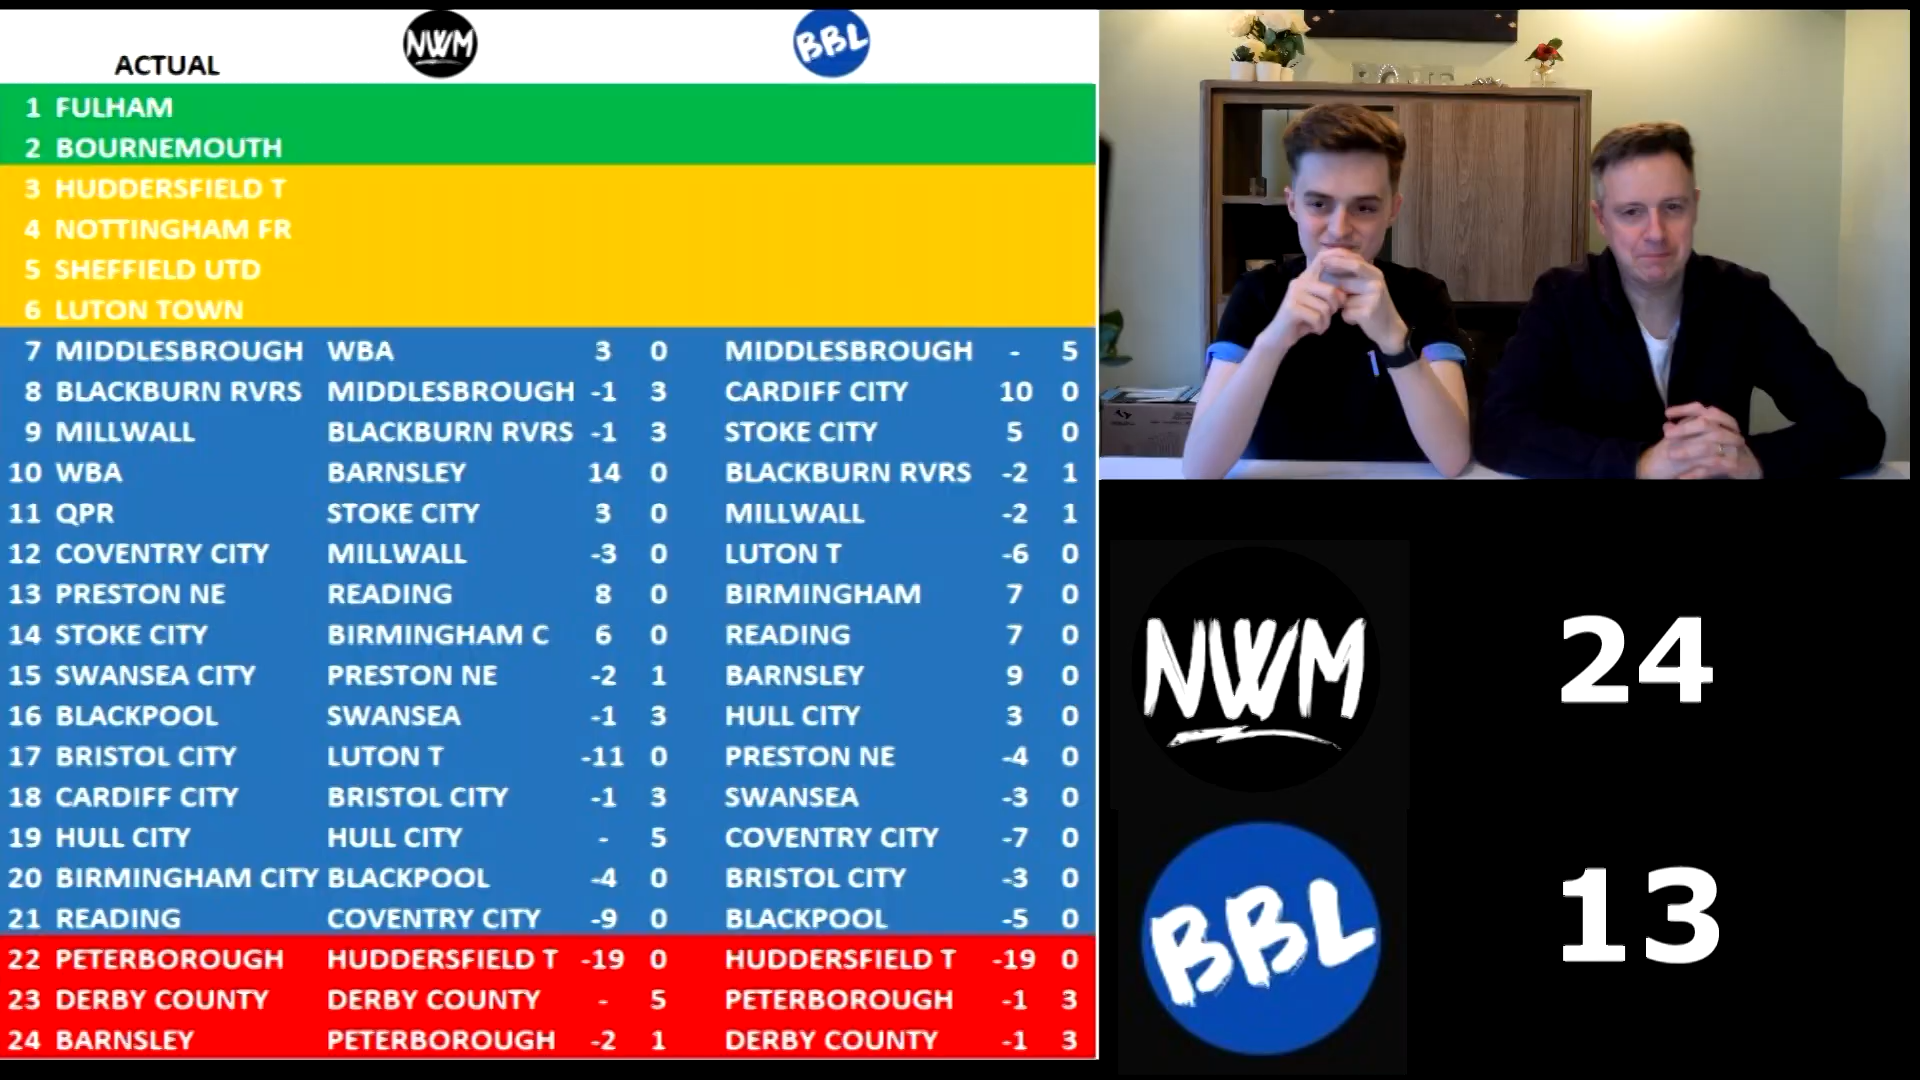 NWM BBL
ACTUAL
1 FULHAM
2 BOURNEMOUTH
3 HUDDERSFIELD T
4 NOTTINGHAM FR
5 SHEFFIELD UTD
6 LUTON TOWN
7 MIDDLESBROUGH WBA 3 0 MIDDLESBROUGH - 5
8 BLACKBURN RVRS MIDDLESBROUGH -1 3 CARDIFF CITY 10 0
9 MILLWALL BLACKBURN RVRS -1 3 STOKE CITY 5 0
10 WBA BARNSLEY 14 0 BLACKBURN RVRS -2 1
11 QPR STOKE CITY 3 0 MILLWALL -2 1
12 COVENTRY CITY MILLWALL -3 0 LUTON T -6 0
13 PRESTON NE READING 8 0 BIRMINGHAM 7 0
14 STOKE CITY BIRMINGHAM C 6 0 READING 7 0
15 SWANSEA CITY PRESTON NE -2 1 BARNSLEY 9 0
16 BLACKPOOL SWANSEA -1 3 HULL CITY 3 0
17 BRISTOL CITY LUTON T -11 0 PRESTON NE -4 0
18 CARDIFF CITY BRISTOL CITY -1 3 SWANSEA -3 0
19 HULL CITY HULL CITY - 5 COVENTRY CITY -7 0
20 BIRMINGHAM CITY BLACKPOOL -4 0 BRISTOL CITY -3 0
21 READING COVENTRY CITY -9 0 BLACKPOOL -5 0
22 PETERBOROUGH HUDDERSFIELD T -19 0 HUDDERSFIELD T -19 0
23 DERBY COUNTY DERBY COUNTY - 5 PETERBOROUGH -1 3
24 BARNSLEY PETERBOROUGH -2 1 DERBY COUNTY -1 3
NWM 24
BBL 13